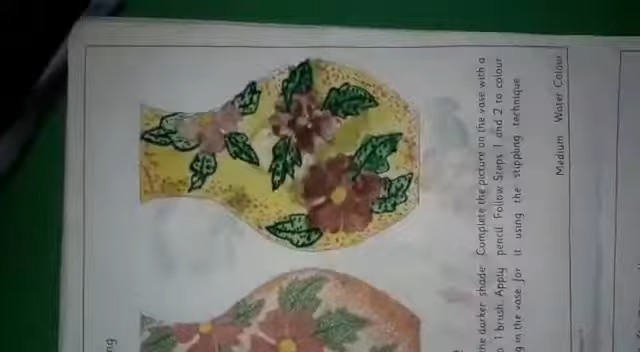 the darker shade
1 brush. Apply
g in the vase for
Complete the picture on the vase with a
pencil. Follow Steps 1 and 2 to colour
it using the stippling technique
Medium Water Colour
ng